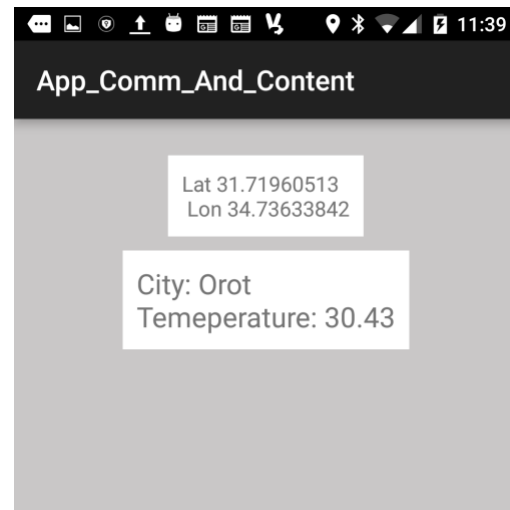 11:39
App_Comm_And_Content
Lat 31.71960513
Lon 34.73633842
City: Orot
Temeperature: 30.43